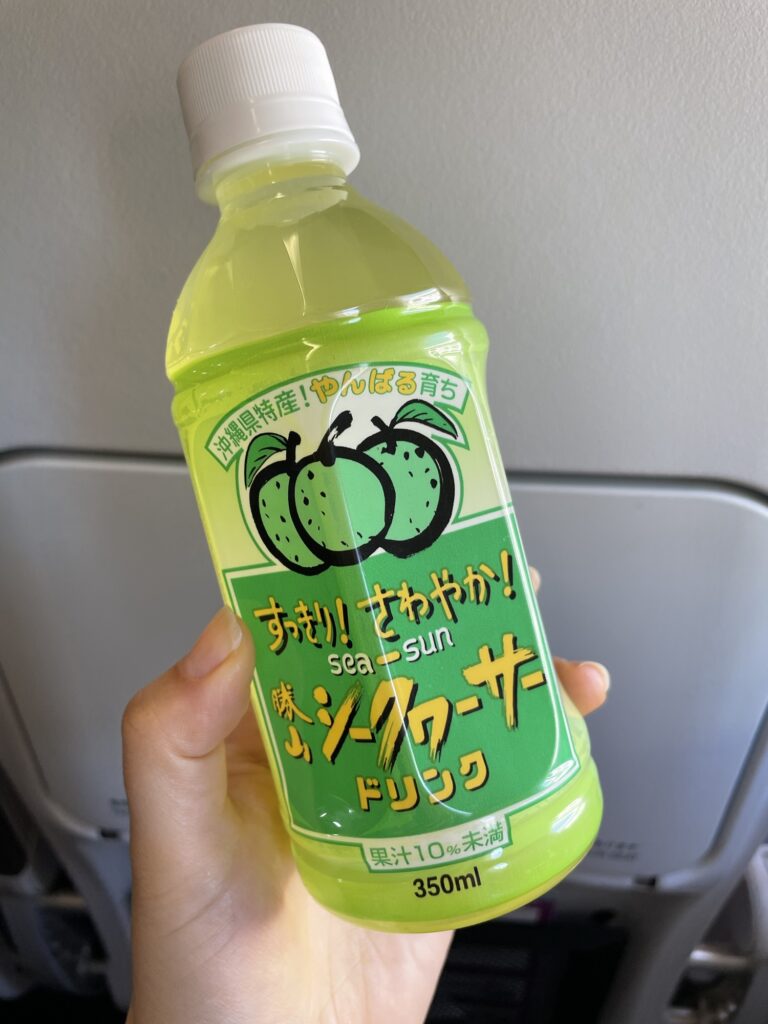 沖縄県特産!やんばる育ち
すっきり!さわやか!
sea-sun
勝山シークヮーサー
ドリンク
果汁10%未満
350ml